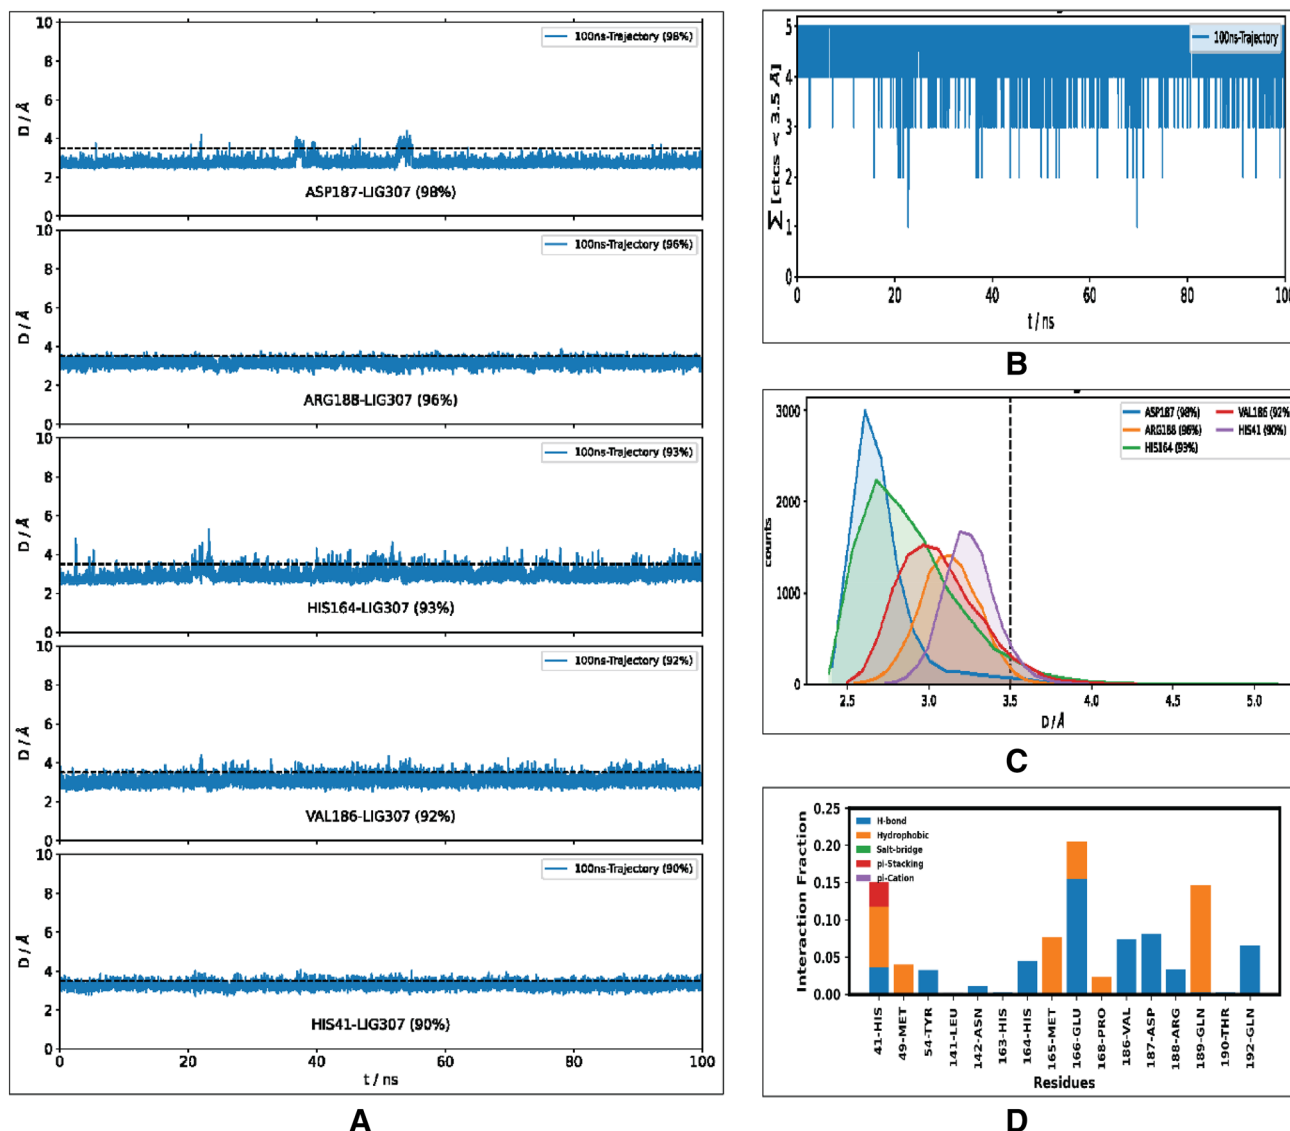 10
8
6
4
2
0
D / Å
100ns-Trajectory (98%)
ASP187-LIG307 (98%)
10
8
6
4
2
0
D / Å
100ns-Trajectory (96%)
ARG188-LIG307 (96%)
10
8
6
4
2
0
D / Å
100ns-Trajectory (93%)
HIS164-LIG307 (93%)
10
8
6
4
2
0
D / Å
100ns-Trajectory (92%)
VAL186-LIG307 (92%)
10
8
6
4
2
0
D / Å
100ns-Trajectory (90%)
HIS41-LIG307 (90%)
0 20 40 60 80 100
t / ns
A
5
4
3
2
1
0
∑ [ctcs < 3.5 Å]
100ns-Trajectory
0 20 40 60 80 100
t / ns
B
3000
2000
1000
0
counts
ASP187 (98%) VAL186 (92%
ARG188 (96%) HIS41 (90%)
HIS164 (93%)
2.5 3.0 3.5 4.0 4.5 5.0
D / Å
C
0.25
0.20
0.15
0.10
0.05
0.00
Interaction Fraction
H-bond
Hydrophobic
Salt-bridge
pi-Stacking
pi-Cation
41-HIS
49-MET
54-TYR
141-LEU
142-ASN
163-HIS
164-HIS
165-MET
166-GLU
168-PRO
186-VAL
187-ASP
188-ARG
189-GLN
190-THR
192-GLN
Residues
D